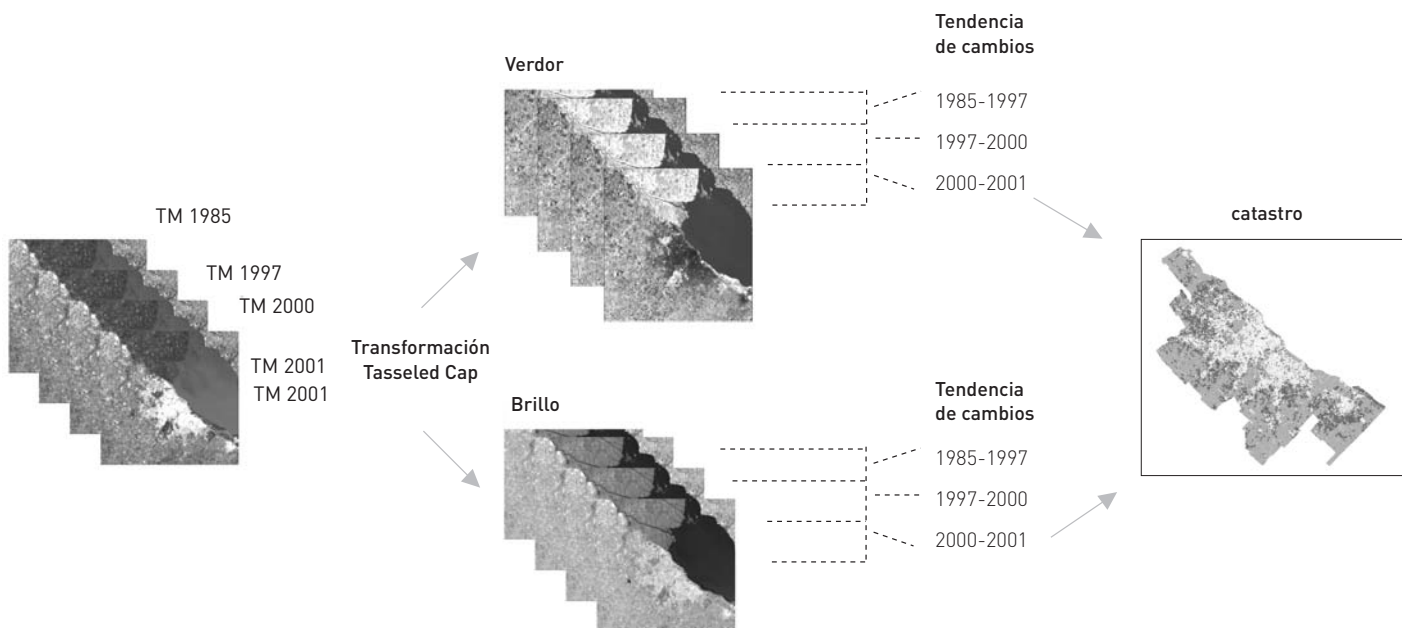 TM 1985
TM 1997
TM 2000
TM 2001
TM 2001
Transformación
Tasseled Cap
Verdor
Tendencia
de cambios
1985-1997
1997-2000
2000-2001
Brillo
Tendencia
de cambios
1985-1997
1997-2000
2000-2001
catastro